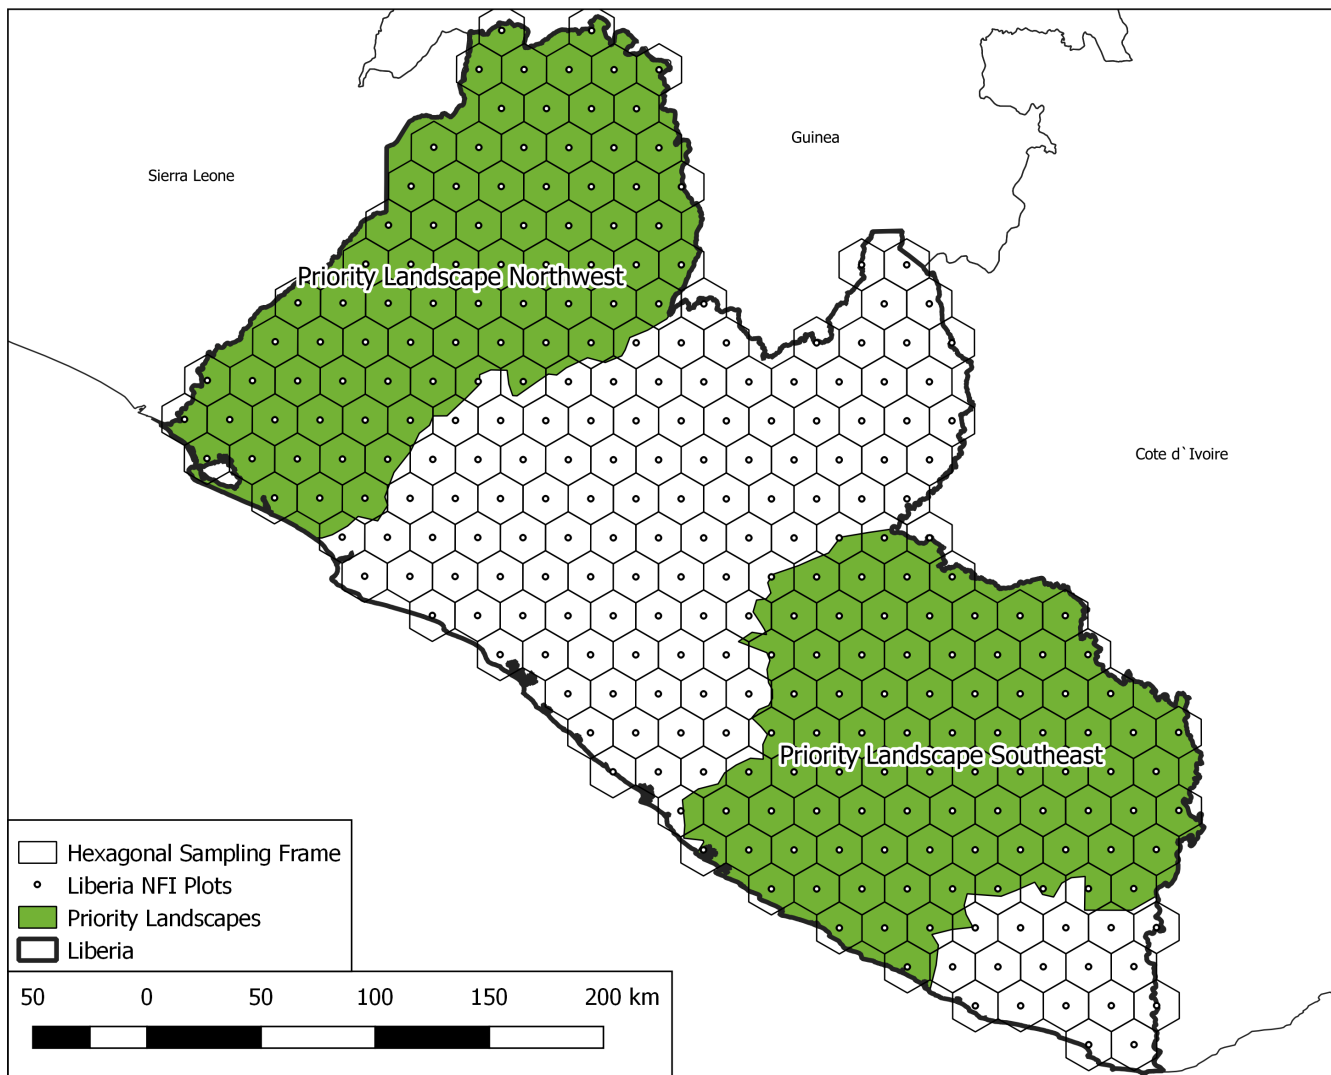 Guinea
Sierra Leone
Priority Landscape Northwest
Cote d`Ivoire
Priority Landscape Southeast
Hexagonal Sampling Frame
Liberia NFI Plots
Priority Landscapes
Liberia
50 0 50 100 150 200 km